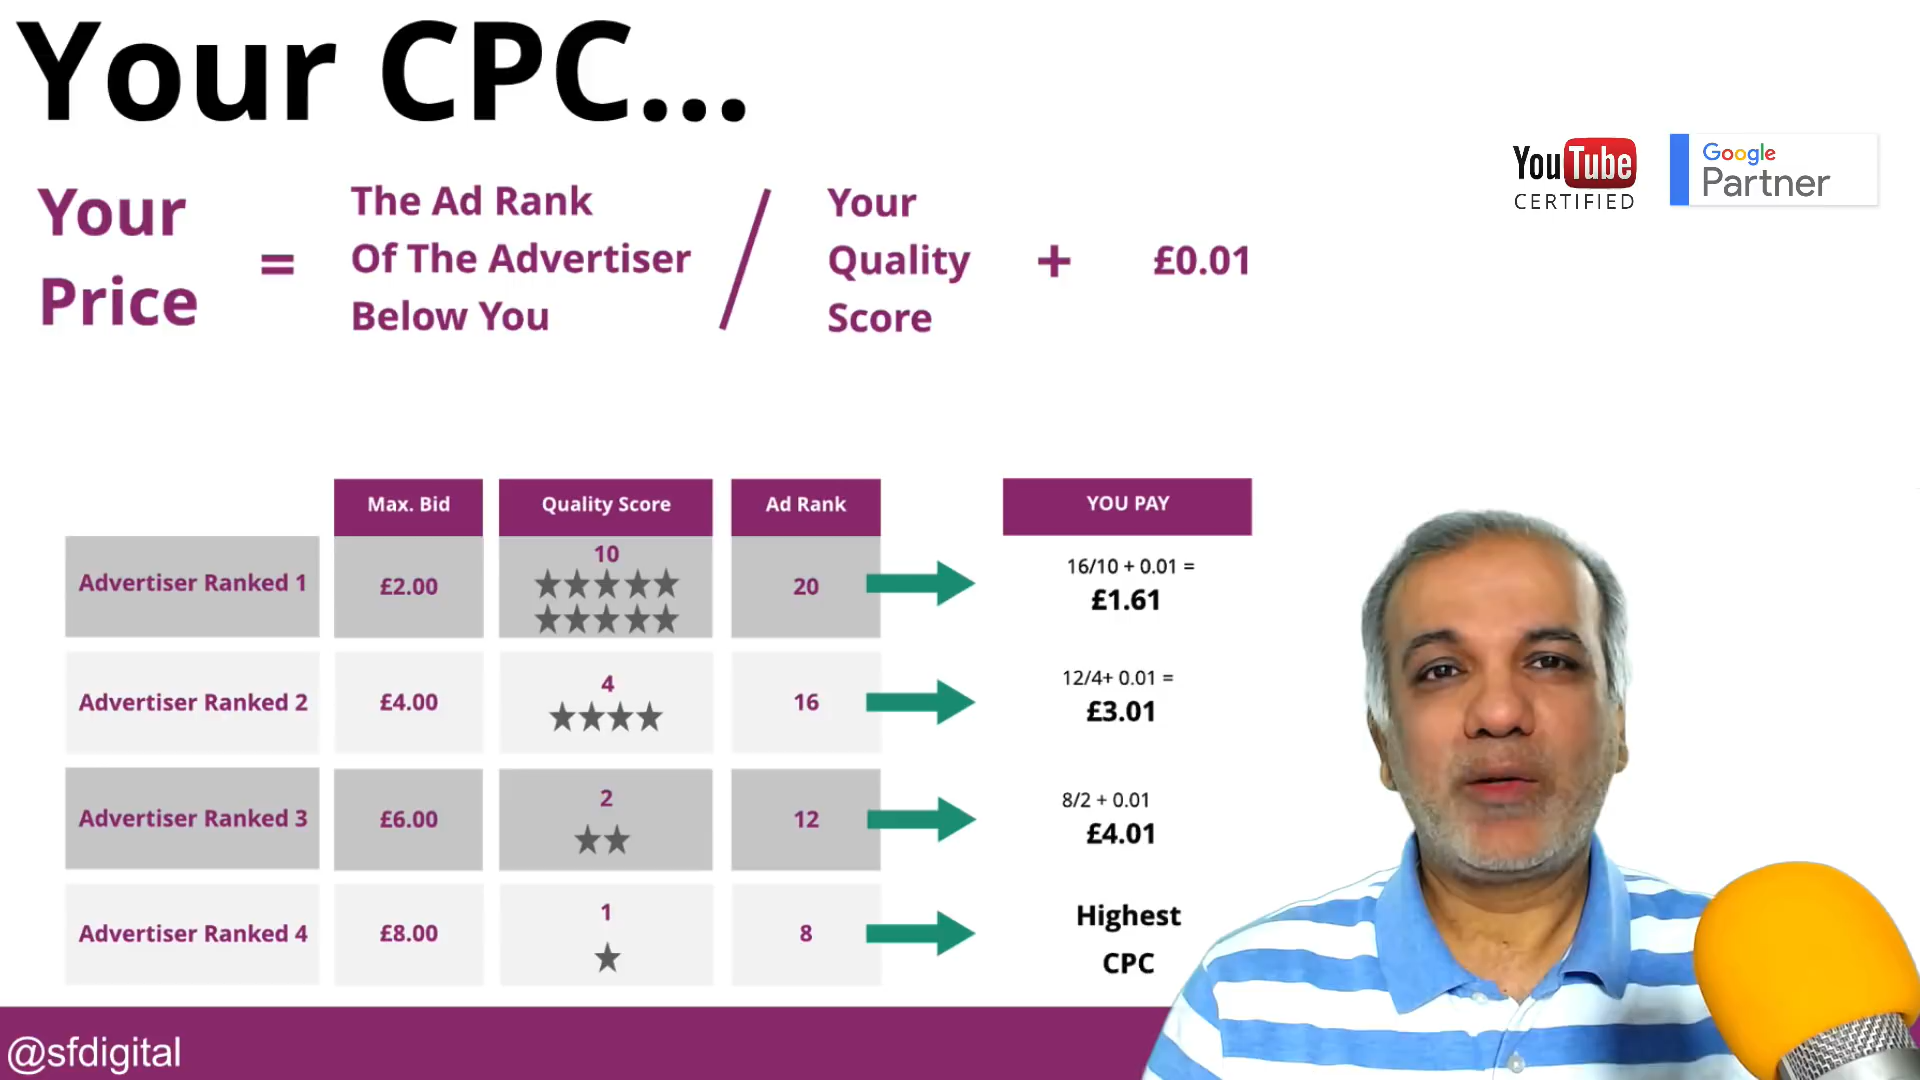 Your CPC...
Your
Price
=
The Ad Rank
Of The Advertiser
Below You
/
Your
Quality
Score
+
£0.01
YouTube
CERTIFIED
Google
Partner
Max. Bid
Quality Score
Ad Rank
YOU PAY
Advertiser Ranked 1
£2.00
10
20
16/10 + 0.01 =
£1.61
Advertiser Ranked 2
£4.00
4
16
12/4+ 0.01 =
£3.01
Advertiser Ranked 3
£6.00
2
12
8/2 + 0.01
£4.01
Advertiser Ranked 4
£8.00
1
8
Highest
CPC
@sfdigital